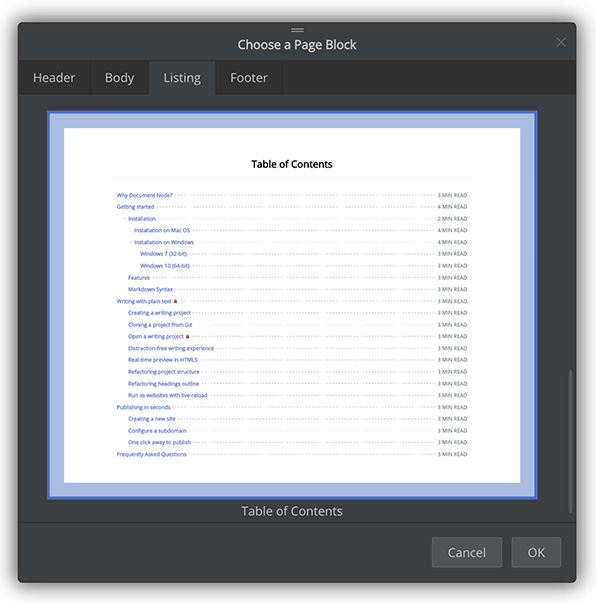 Choose a Page Block
Header Body Listing Footer
Table of Contents
Why Document Node? 3 MIN READ
Getting started 4 MIN READ
Installation 2 MIN READ
Installation on Mac OS 4 MIN READ
Installation on Windows 4 MIN READ
Windows 7 (32-bit) 3 MIN READ
Windows 10 (64-bit) 3 MIN READ
Features 3 MIN READ
Markdown Syntax 3 MIN READ
Writing with plain text 3 MIN READ
Creating a writing project 3 MIN READ
Cloning a project from Git 3 MIN READ
Open a writing project 3 MIN READ
Distraction-free writing experience 3 MIN READ
Real-time preview in HTML5 3 MIN READ
Refactoring project structure 3 MIN READ
Refactoring headings outline 3 MIN READ
Run as websites with live-reload 3 MIN READ
Publishing in seconds 3 MIN READ
Creating a new site 3 MIN READ
Configure a subdomain 3 MIN READ
One click away to publish 3 MIN READ
Frequently Asked Questions 3 MIN READ
Table of Contents
Cancel OK